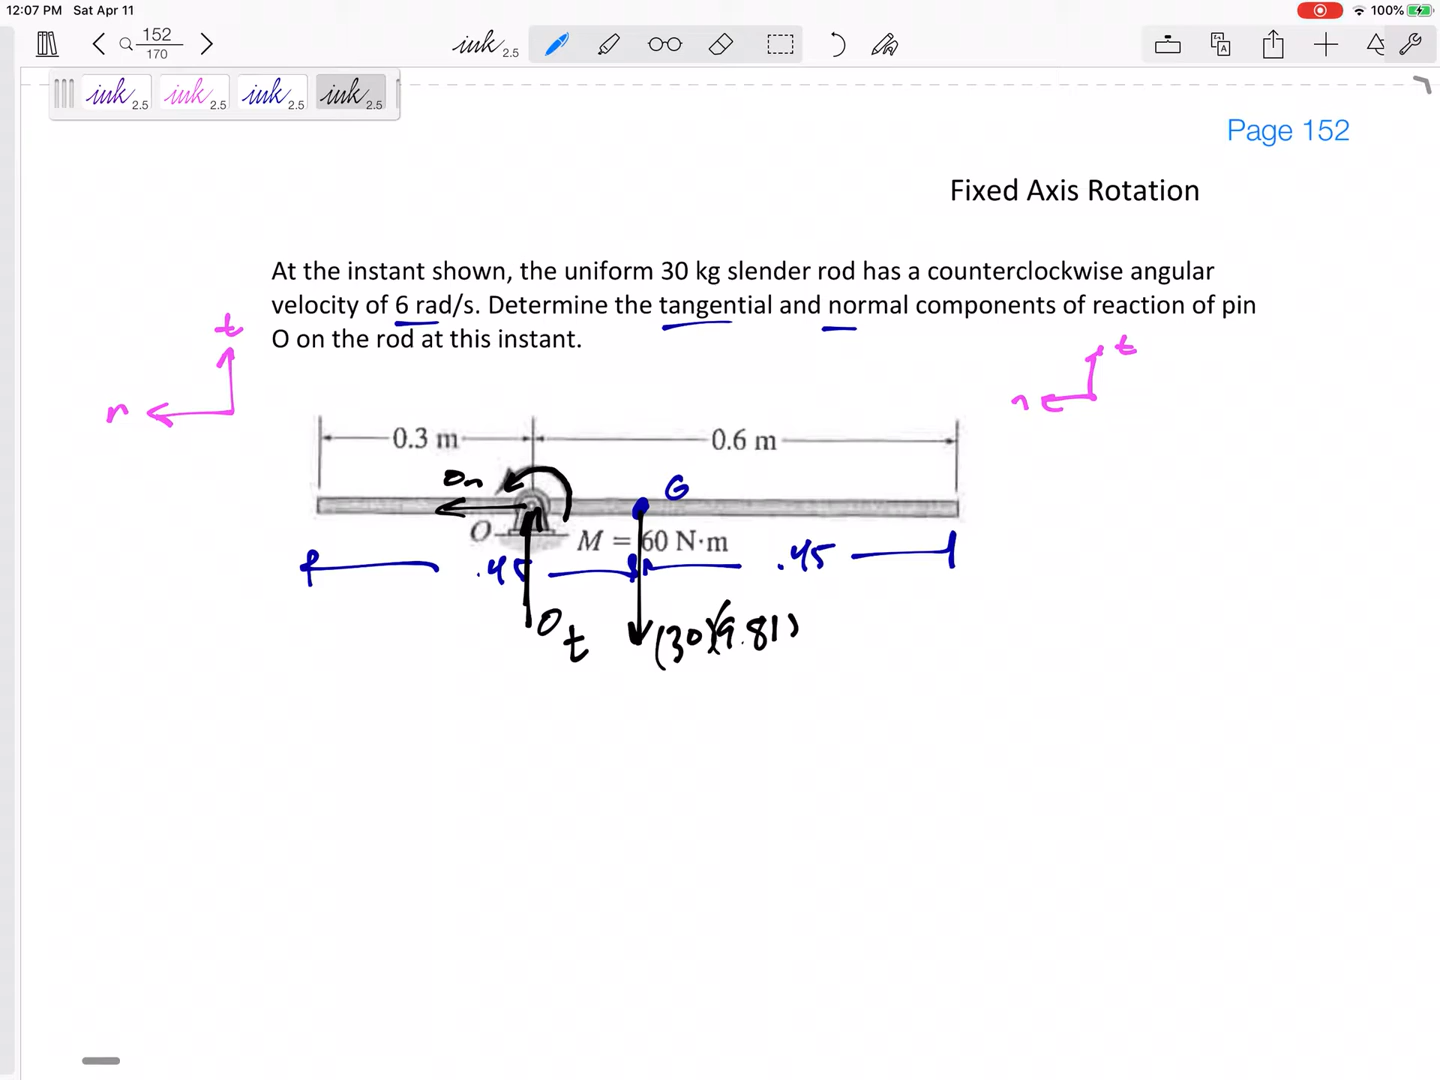 12:07 PM Sat Apr 11
100%
152
170
ink 2.5
ink 2.5
ink 2.5
ink 2.5
ink 2.5
Page 152
Fixed Axis Rotation
At the instant shown, the uniform 30 kg slender rod has a counterclockwise angular
velocity of 6 rad/s. Determine the tangential and normal components of reaction of pin
O on the rod at this instant.
t
n
t
n
0.3 m
0.6 m
On
G
O
M = 60 N·m
.45
.45
Ot
(30)(9.81)